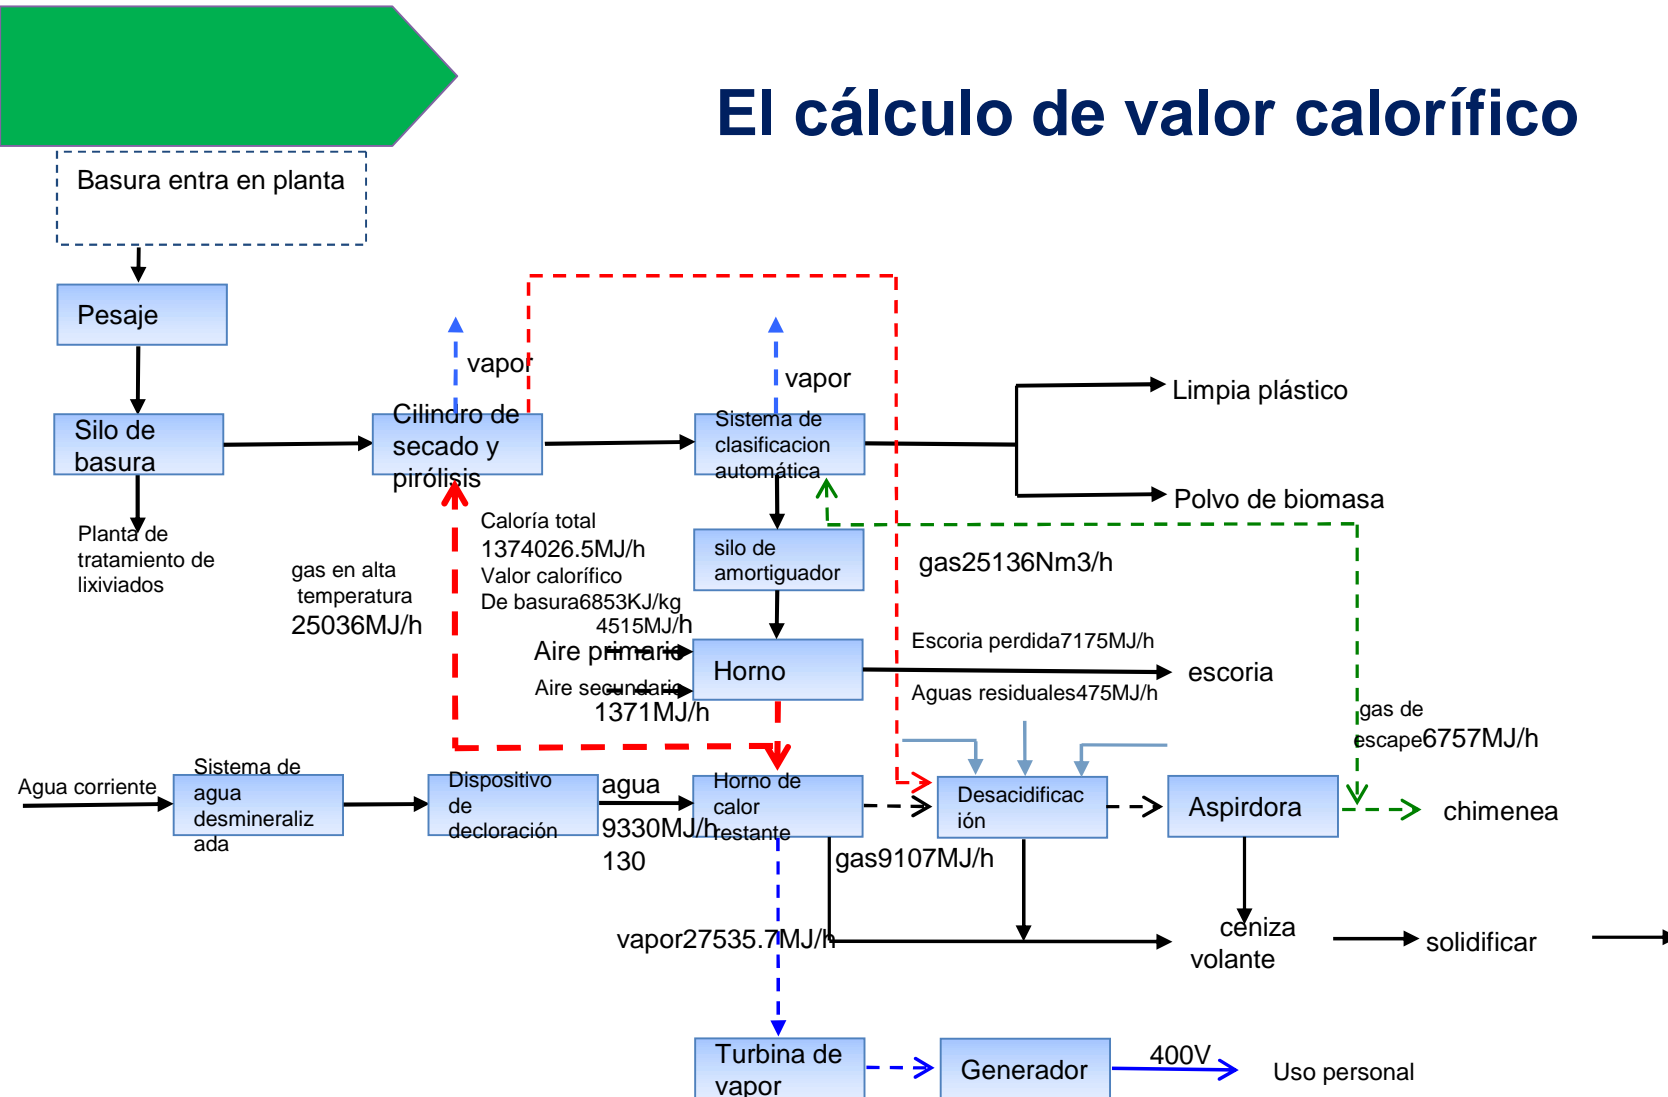 El cálculo de valor calorífico
Basura entra en planta
Pesaje
vapor
vapor
Limpia plástico
Silo de
basura
Cilindro de
secado y
pirólisis
Sistema de
clasificacion
automática
Polvo de biomasa
Planta de
tratamiento de
lixiviados
gas en alta
temperatura
25036MJ/h
Caloría total
1374026.5MJ/h
Valor calorífico
De basura6853KJ/kg
4515MJ/h
silo de
amortiguador
gas25136Nm3/h
Aire primario
Aire secundario
1371MJ/h
Horno
Escoria perdida7175MJ/h
escoria
Aguas residuales475MJ/h
gas de
escape6757MJ/h
Agua corriente
Sistema de
agua
desmineraliz
ada
Dispositivo
de
decloración
agua
9330MJ/h
130
Horno de
calor
restante
Desacidificac
ión
Aspirdora
chimenea
gas9107MJ/h
vapor27535.7MJ/h
ceniza
volante
solidificar
Turbina de
vapor
Generador
400V
Uso personal